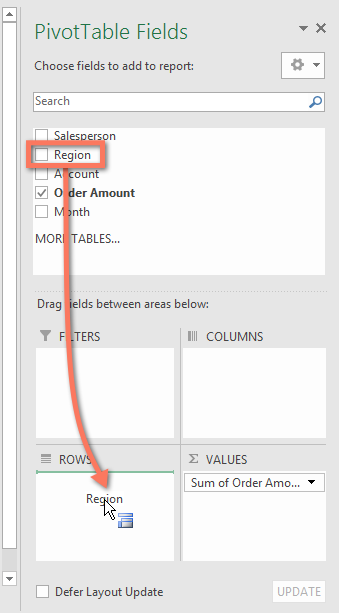 PivotTable Fields
Choose fields to add to report:
Search
Salesperson
Region
Account
Order Amount
Month
MORE TABLES...
Drag fields between areas below:
FILTERS
COLUMNS
ROWS
VALUES
Region
Sum of Order Amo...
Defer Layout Update
UPDATE